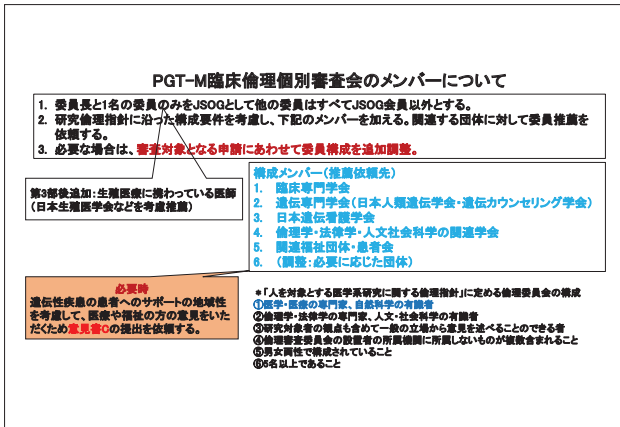 PGT-M臨床倫理個別審査会のメンバーについて
1. 委員長と1名の委員のみをJSOGとして他の委員はすべてJSOG会員以外とする。
2. 研究倫理指針に沿った構成要件を考慮し、下記のメンバーを加える。関連する団体に対して委員推薦を
依頼する。
3. 必要な場合は、審査対象となる申請にあわせて委員構成を追加調整。
第3部後追加:生殖医療に携わっている医師
(日本生殖医学会などを考慮推薦)
構成メンバー(推薦依頼先)
1. 臨床専門学会
2. 遺伝専門学会(日本人類遺伝学会・遺伝カウンセリング学会)
3. 日本遺伝看護学会
4. 倫理学・法律学・人文社会科学の関連学会
5. 関連福祉団体・患者会
6. (調整:必要に応じた団体)
必要時
遺伝性疾患の患者へのサポートの地域性
を考慮して、医療や福祉の方の意見をいた
だくため意見書Cの提出を依頼する。
*「人を対象とする医学系研究に関する倫理指針」に定める倫理委員会の構成
①医学・医療の専門家、自然科学の有識者
②倫理学・法律学の専門家、人文・社会科学の有識者
③研究対象者の観点も含めて一般の立場から意見を述べることのできる者
④倫理審査委員会の設置者の所属機関に所属しないものが複数含まれること
⑤男女両性で構成されていること
⑥5名以上であること